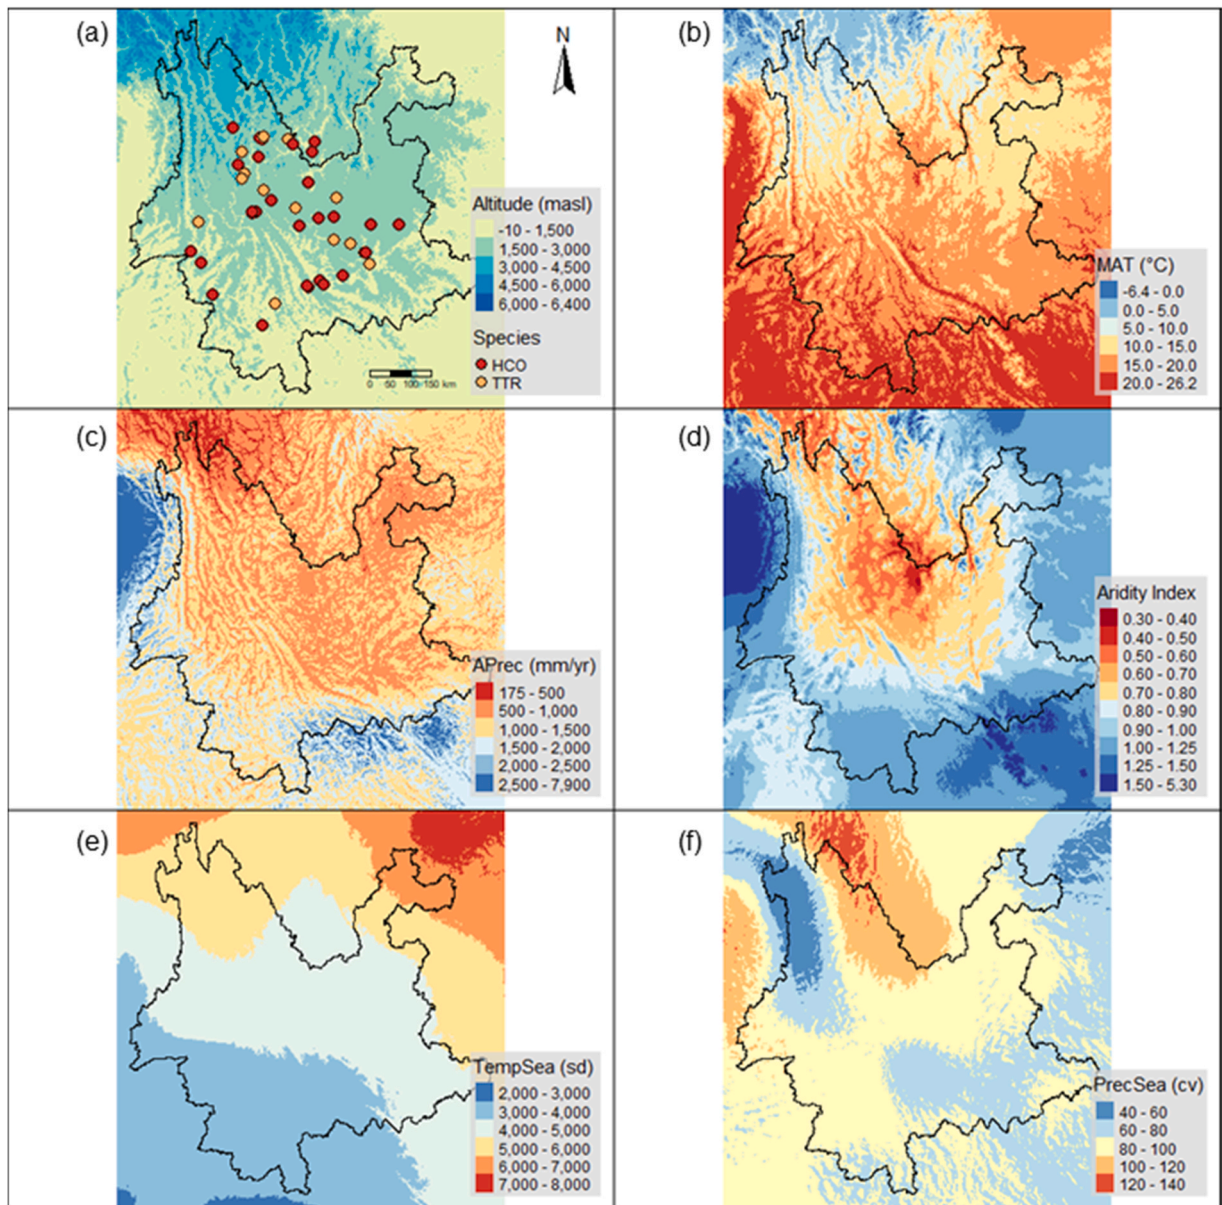 (a)
N
Altitude (masl)
-10 - 1,500
1,500 - 3,000
3,000 - 4,500
4,500 - 6,000
6,000 - 6,400
Species
HCO
TTR
0 50 100 150 km
(b)
MAT (°C)
-6.4 - 0.0
0.0 - 5.0
5.0 - 10.0
10.0 - 15.0
15.0 - 20.0
20.0 - 26.2
(c)
APrec (mm/yr)
175 - 500
500 - 1,000
1,000 - 1,500
1,500 - 2,000
2,000 - 2,500
2,500 - 7,900
(d)
Aridity Index
0.30 - 0.40
0.40 - 0.50
0.50 - 0.60
0.60 - 0.70
0.70 - 0.80
0.80 - 0.90
0.90 - 1.00
1.00 - 1.25
1.25 - 1.50
1.50 - 5.30
(e)
TempSea (sd)
2,000 - 3,000
3,000 - 4,000
4,000 - 5,000
5,000 - 6,000
6,000 - 7,000
7,000 - 8,000
(f)
PrecSea (cv)
40 - 60
60 - 80
80 - 100
100 - 120
120 - 140